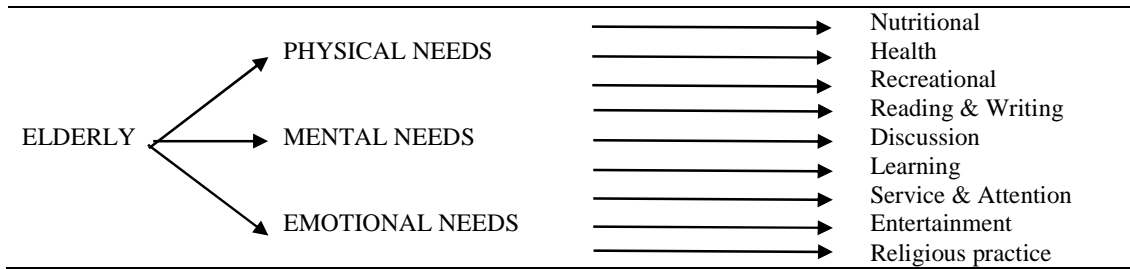 Nutritional
PHYSICAL NEEDS Health
Recreational
Reading & Writing
ELDERLY MENTAL NEEDS Discussion
Learning
Service & Attention
EMOTIONAL NEEDS Entertainment
Religious practice